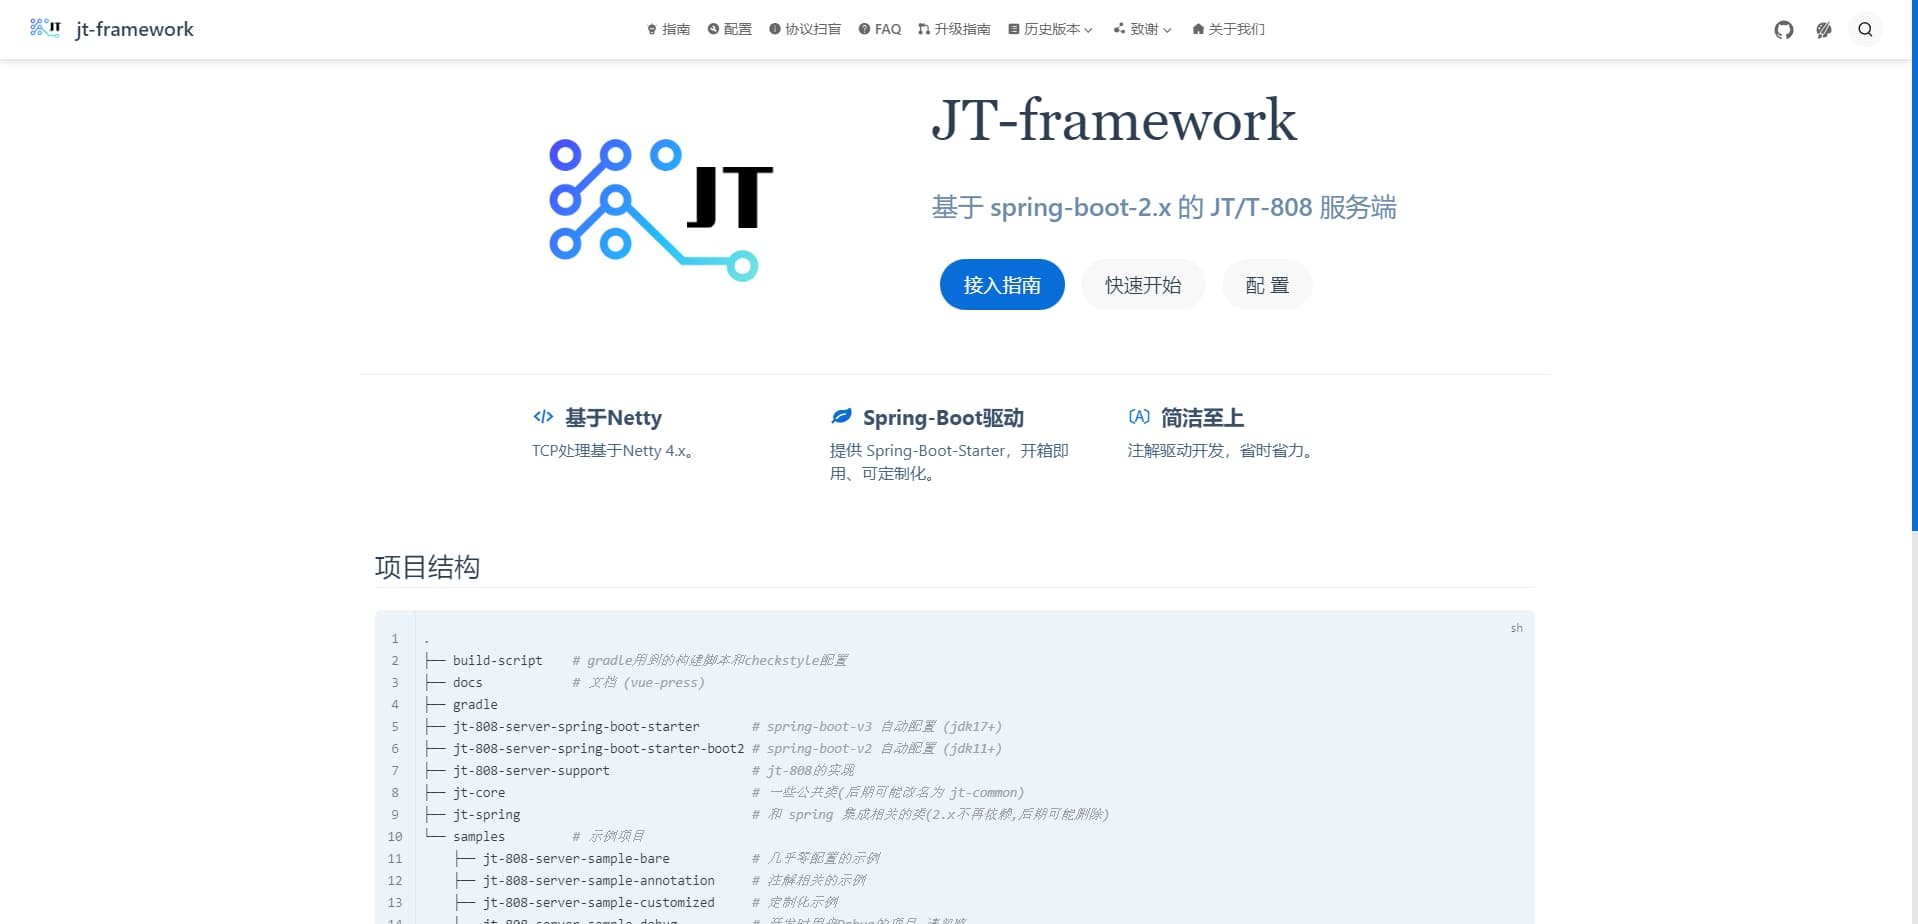 JT jt-framework 指南 配置 协议扫盲 FAQ 升级指南 历史版本 致谢 关于我们
JT
JT-framework
基于 spring-boot-2.x 的 JT/T-808 服务端
接入指南 快速开始 配 置
基于Netty
TCP处理基于Netty 4.x。
Spring-Boot驱动
提供 Spring-Boot-Starter，开箱即
用、可定制化。
简洁至上
注解驱动开发，省时省力。
项目结构
sh
1 .
2 ├── build-script # gradle用到的构建脚本和checkstyle配置
3 ├── docs # 文档 (vue-press)
4 ├── gradle
5 ├── jt-808-server-spring-boot-starter # spring-boot-v3 自动配置 (jdk17+)
6 ├── jt-808-server-spring-boot-starter-boot2 # spring-boot-v2 自动配置 (jdk11+)
7 ├── jt-808-server-support # jt-808的实现
8 ├── jt-core # 一些公共类(后期可能改名为 jt-common)
9 ├── jt-spring # 和 spring 集成相关的类(2.x不再依赖,后期可能删除)
10 └── samples # 示例项目
11 ├── jt-808-server-sample-bare # 几乎零配置的示例
12 ├── jt-808-server-sample-annotation # 注解相关的示例
13 ├── jt-808-server-sample-customized # 定制化示例
14 ├── jt-808-server-sample-debug